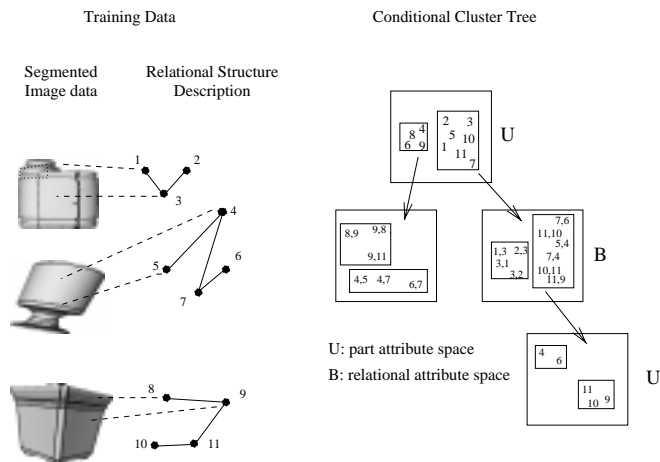 Training Data
Conditional Cluster Tree
Segmented
Image data
Relational Structure
Description
1
2
3
4
5
6
7
8
9
10
11
2 3
4
8 5 10
6 9 1
11
7
U
8,9 9,8
9,11
4,5 4,7 6,7
7,6
11,10
1,3 2,3 5,4
3,1 7,4
3,2 10,11
11,9
B
4
6
11
10 9
U
U: part attribute space
B: relational attribute space